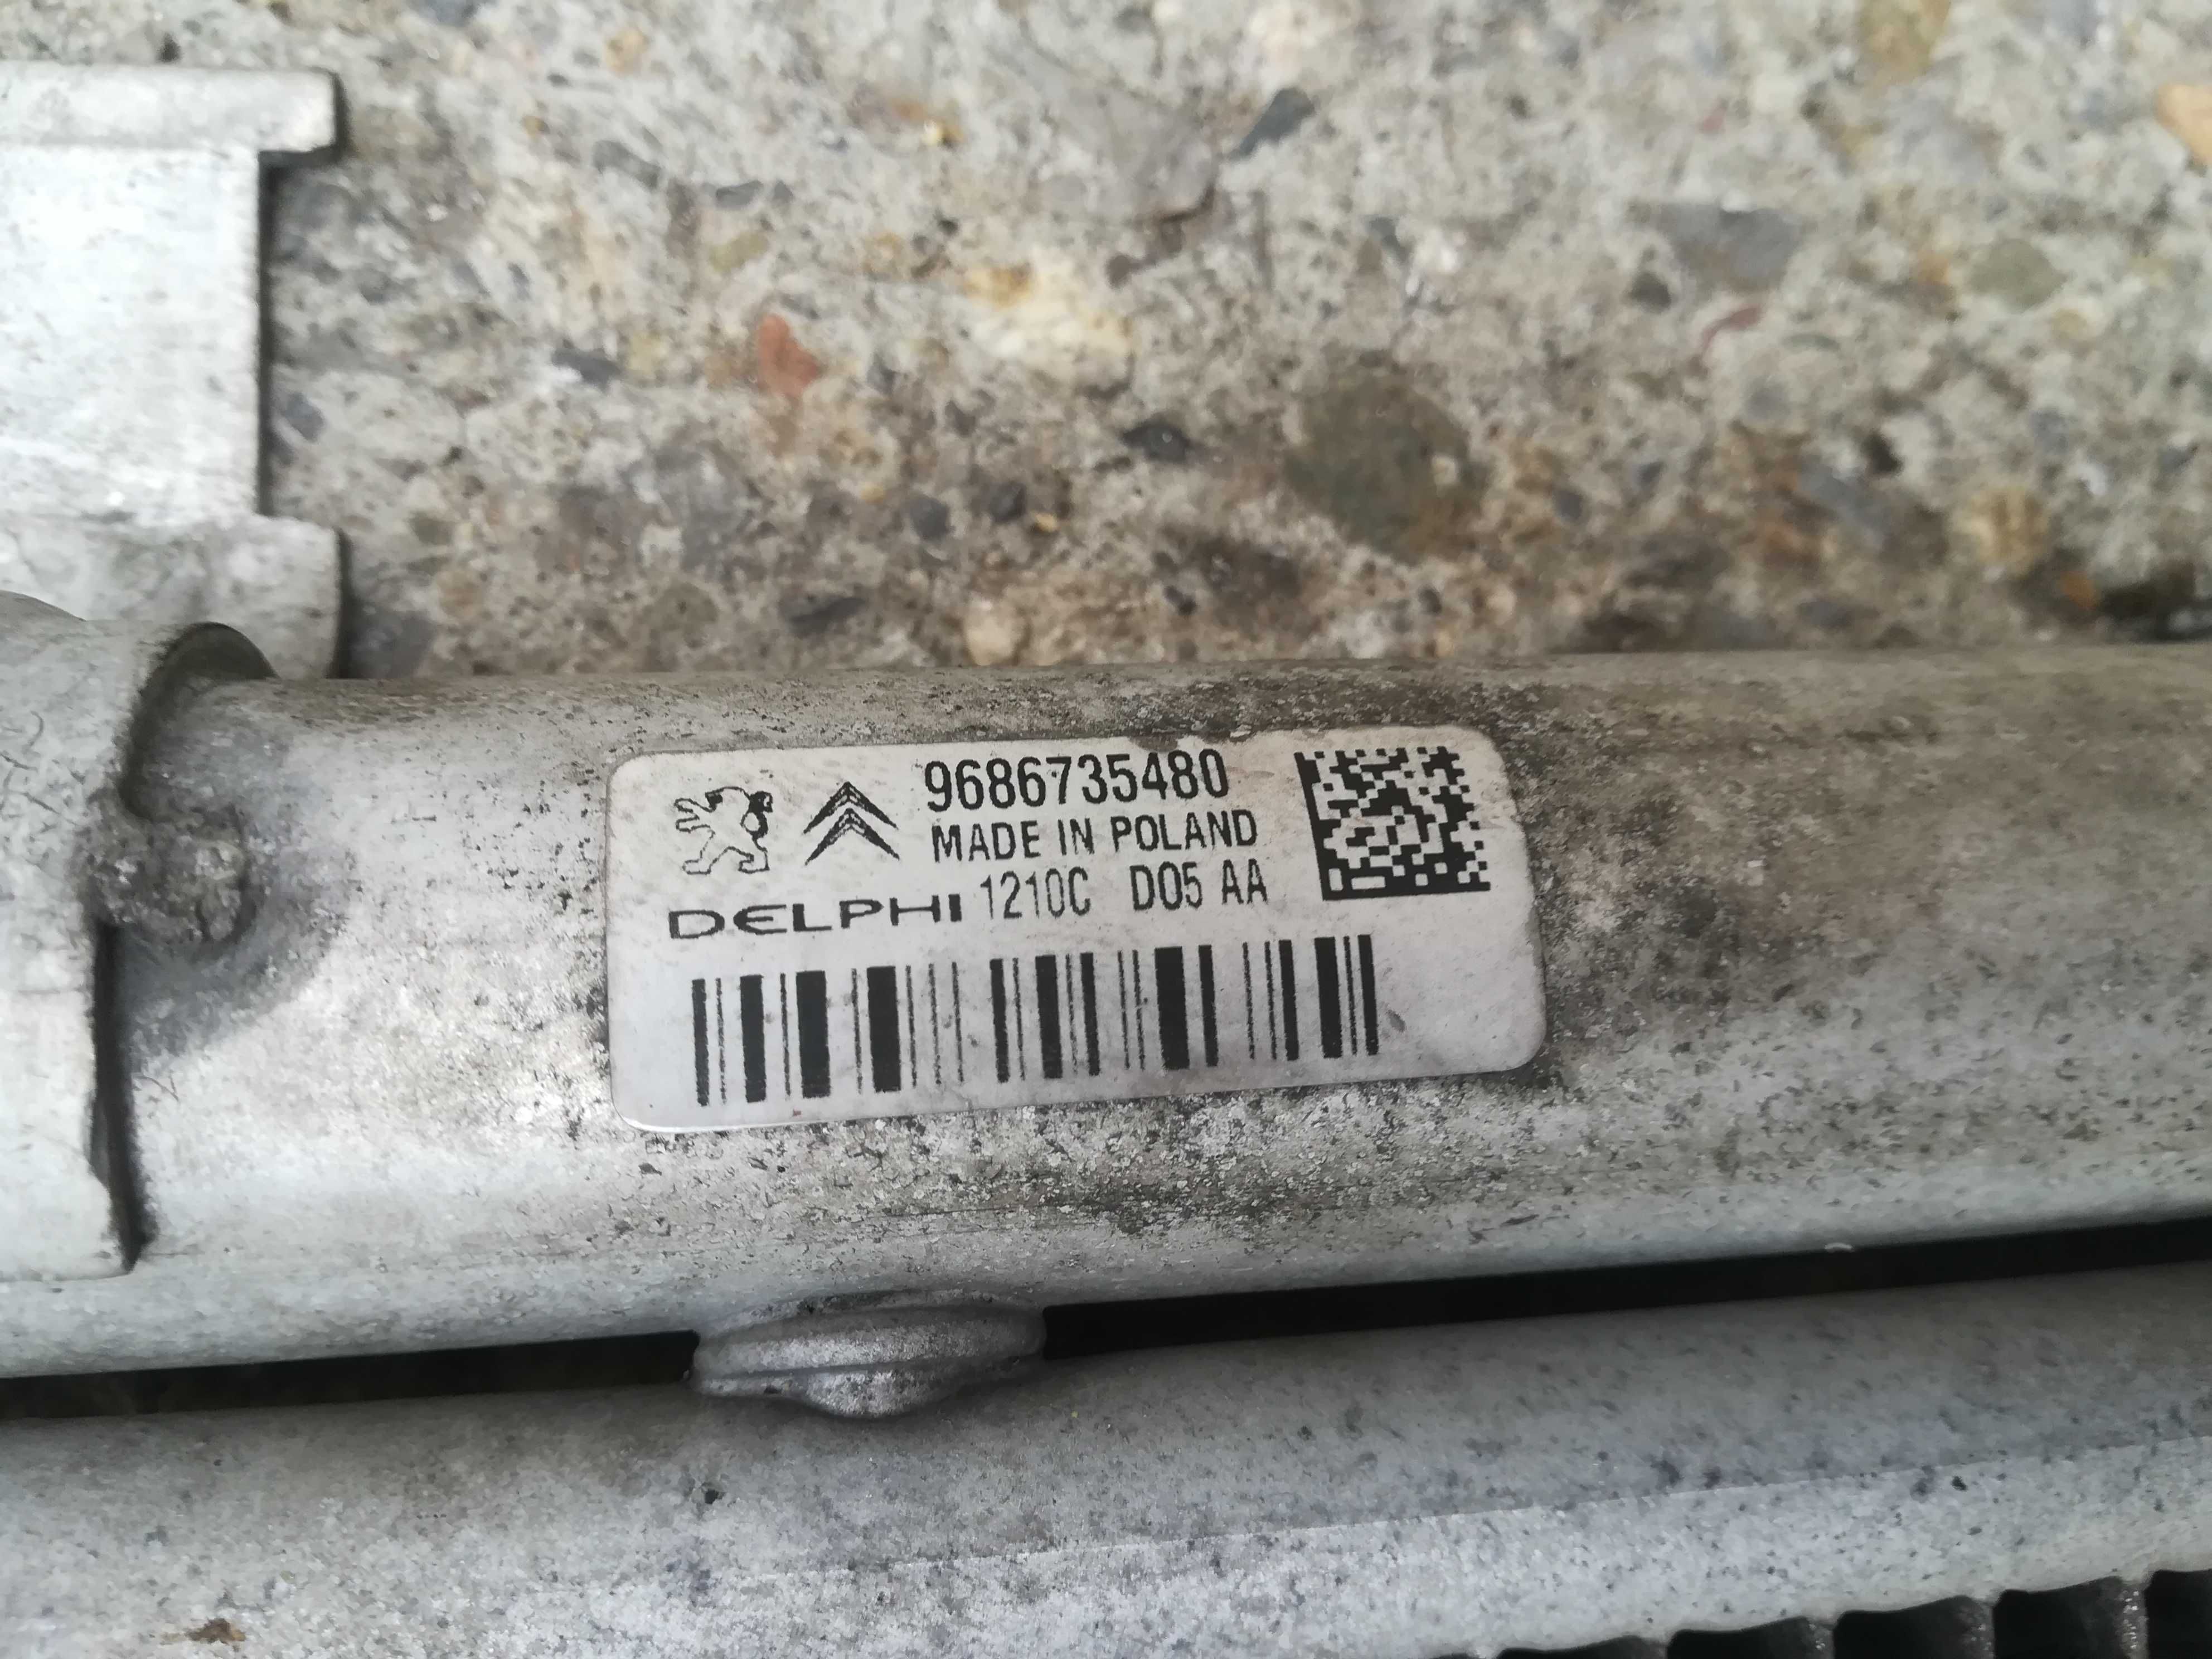 9686735480
MADE IN POLAND
DELPHI 1210C D05 AA